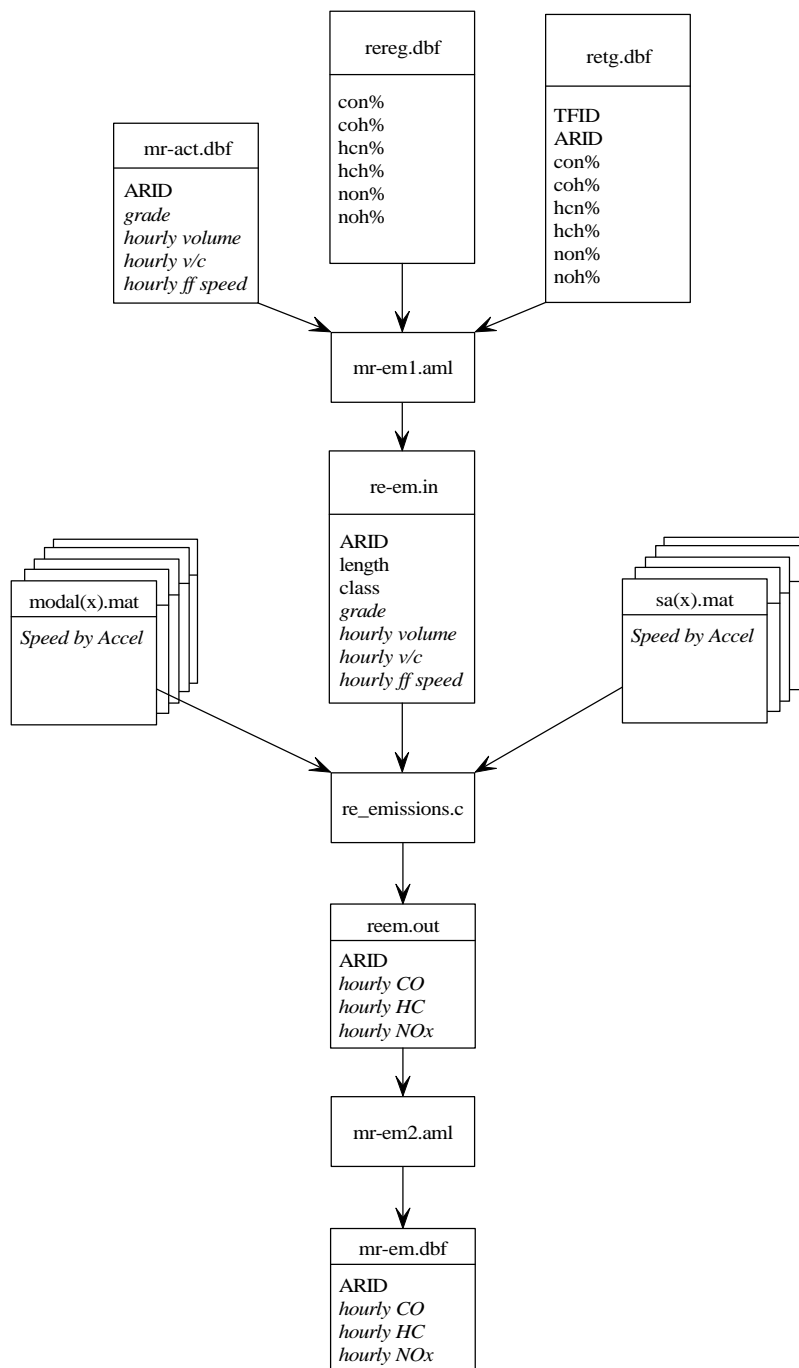 rereg.dbf
con%
coh%
hcn%
hch%
non%
noh%
retg.dbf
TFID
ARID
con%
coh%
hcn%
hch%
non%
noh%
mr-act.dbf
ARID
grade
hourly volume
hourly v/c
hourly ff speed
mr-em1.aml
re-em.in
ARID
length
class
grade
hourly volume
hourly v/c
hourly ff speed
modal(x).mat
Speed by Accel
sa(x).mat
Speed by Accel
re_emissions.c
reem.out
ARID
hourly CO
hourly HC
hourly NOx
mr-em2.aml
mr-em.dbf
ARID
hourly CO
hourly HC
hourly NOx